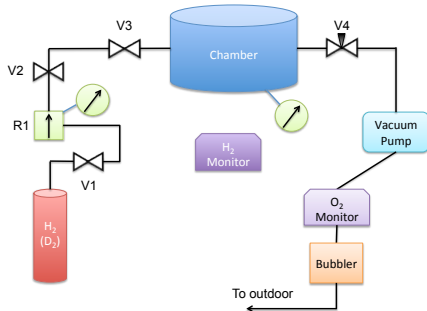 V3
V4
Chamber
V2
R1
Vacuum
Pump
H₂
Monitor
V1
O₂
Monitor
H₂
(D₂)
Bubbler
To outdoor